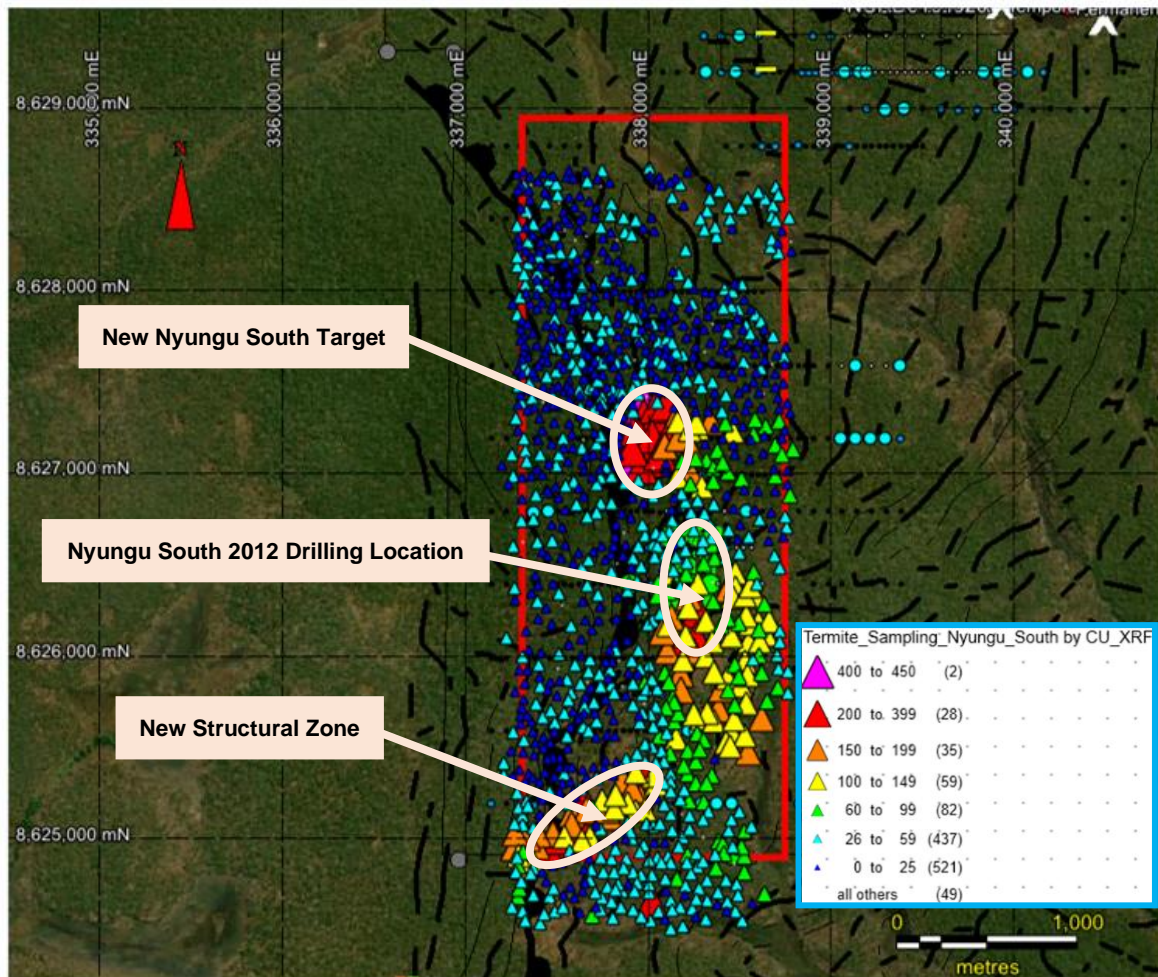 Permanen
335,000 mE
336,000 mE
337,000 mE
338,000 mE
339,000 mE
340,000 mE
8,629,000 mN
N
8,628,000 mN
New Nyungu South Target
8,627,000 mN
Nyungu South 2012 Drilling Location
8,626,000 mN
New Structural Zone
8,625,000 mN
Termite_Sampling_Nyungu_South by CU_XRF
400 to 450 (2)
200 to 399 (28)
150 to 199 (35)
100 to 149 (59)
60 to 99 (82)
26 to 59 (437)
0 to 25 (521)
all others (49)
0 1,000
metres